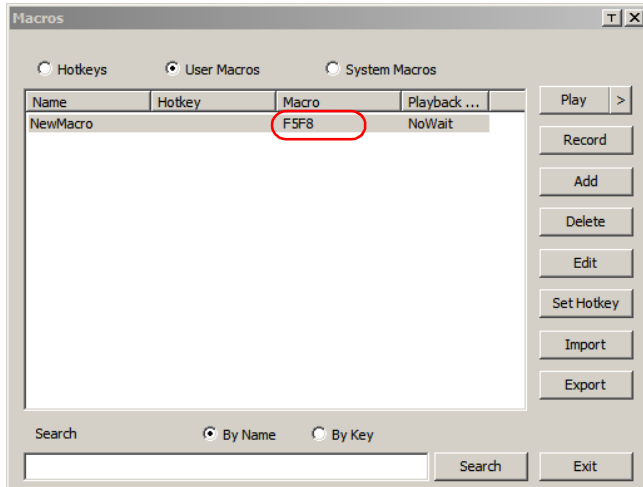 Macros
T X
Hotkeys User Macros System Macros
Name Hotkey Macro Playback ...
NewMacro F5F8 NoWait
Play >
Record
Add
Delete
Edit
Set Hotkey
Import
Export
Search By Name By Key
Search Exit